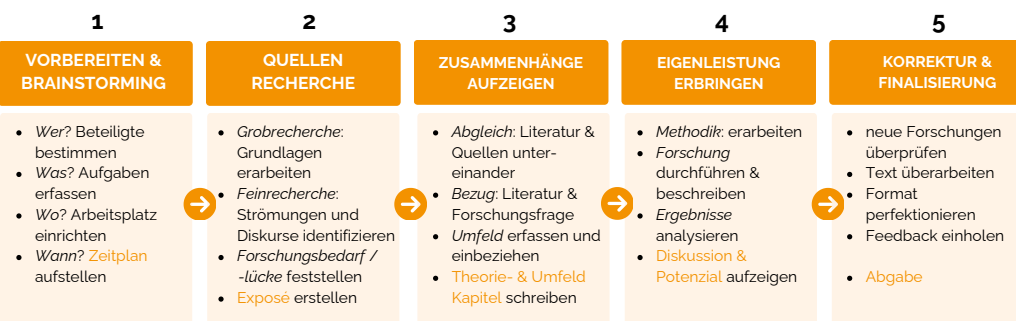 1
VORBEREITEN &
BRAINSTORMING
• Wer? Beteiligte
bestimmen
• Was? Aufgaben
erfassen
• Wo? Arbeitsplatz
einrichten
• Wann? Zeitplan
aufstellen
2
QUELLEN
RECHERCHE
• Grobrecherche:
Grundlagen
erarbeiten
• Feinrecherche:
Strömungen und
Diskurse identifizieren
• Forschungsbedarf /
-lücke feststellen
• Exposé erstellen
3
ZUSAMMENHÄNGE
AUFZEIGEN
• Abgleich: Literatur &
Quellen unter-
einander
• Bezug: Literatur &
Forschungsfrage
• Umfeld erfassen und
einbeziehen
• Theorie- & Umfeld
Kapitel schreiben
4
EIGENLEISTUNG
ERBRINGEN
• Methodik: erarbeiten
• Forschung
durchführen &
beschreiben
• Ergebnisse
analysieren
• Diskussion &
Potenzial aufzeigen
5
KORREKTUR &
FINALISIERUNG
• neue Forschungen
überprüfen
• Text überarbeiten
• Format
perfektionieren
• Feedback einholen
• Abgabe